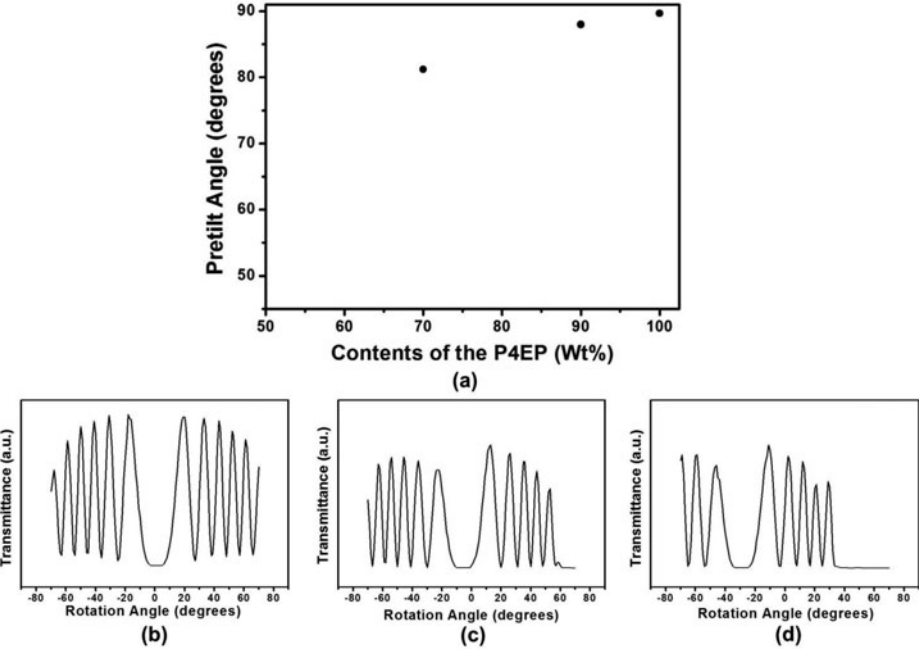 90
80
70
60
50
Pretilt Angle (degrees)
50 60 70 80 90 100
Contents of the P4EP (Wt%)
(a)
Transmittance (a.u.)
-80 -60 -40 -20 0 20 40 60 80
Rotation Angle (degrees)
(b)
Transmittance (a.u.)
-80 -60 -40 -20 0 20 40 60 80
Rotation Angle (degrees)
(c)
Transmittance (a.u.)
-80 -60 -40 -20 0 20 40 60 80
Rotation Angle (degrees)
(d)